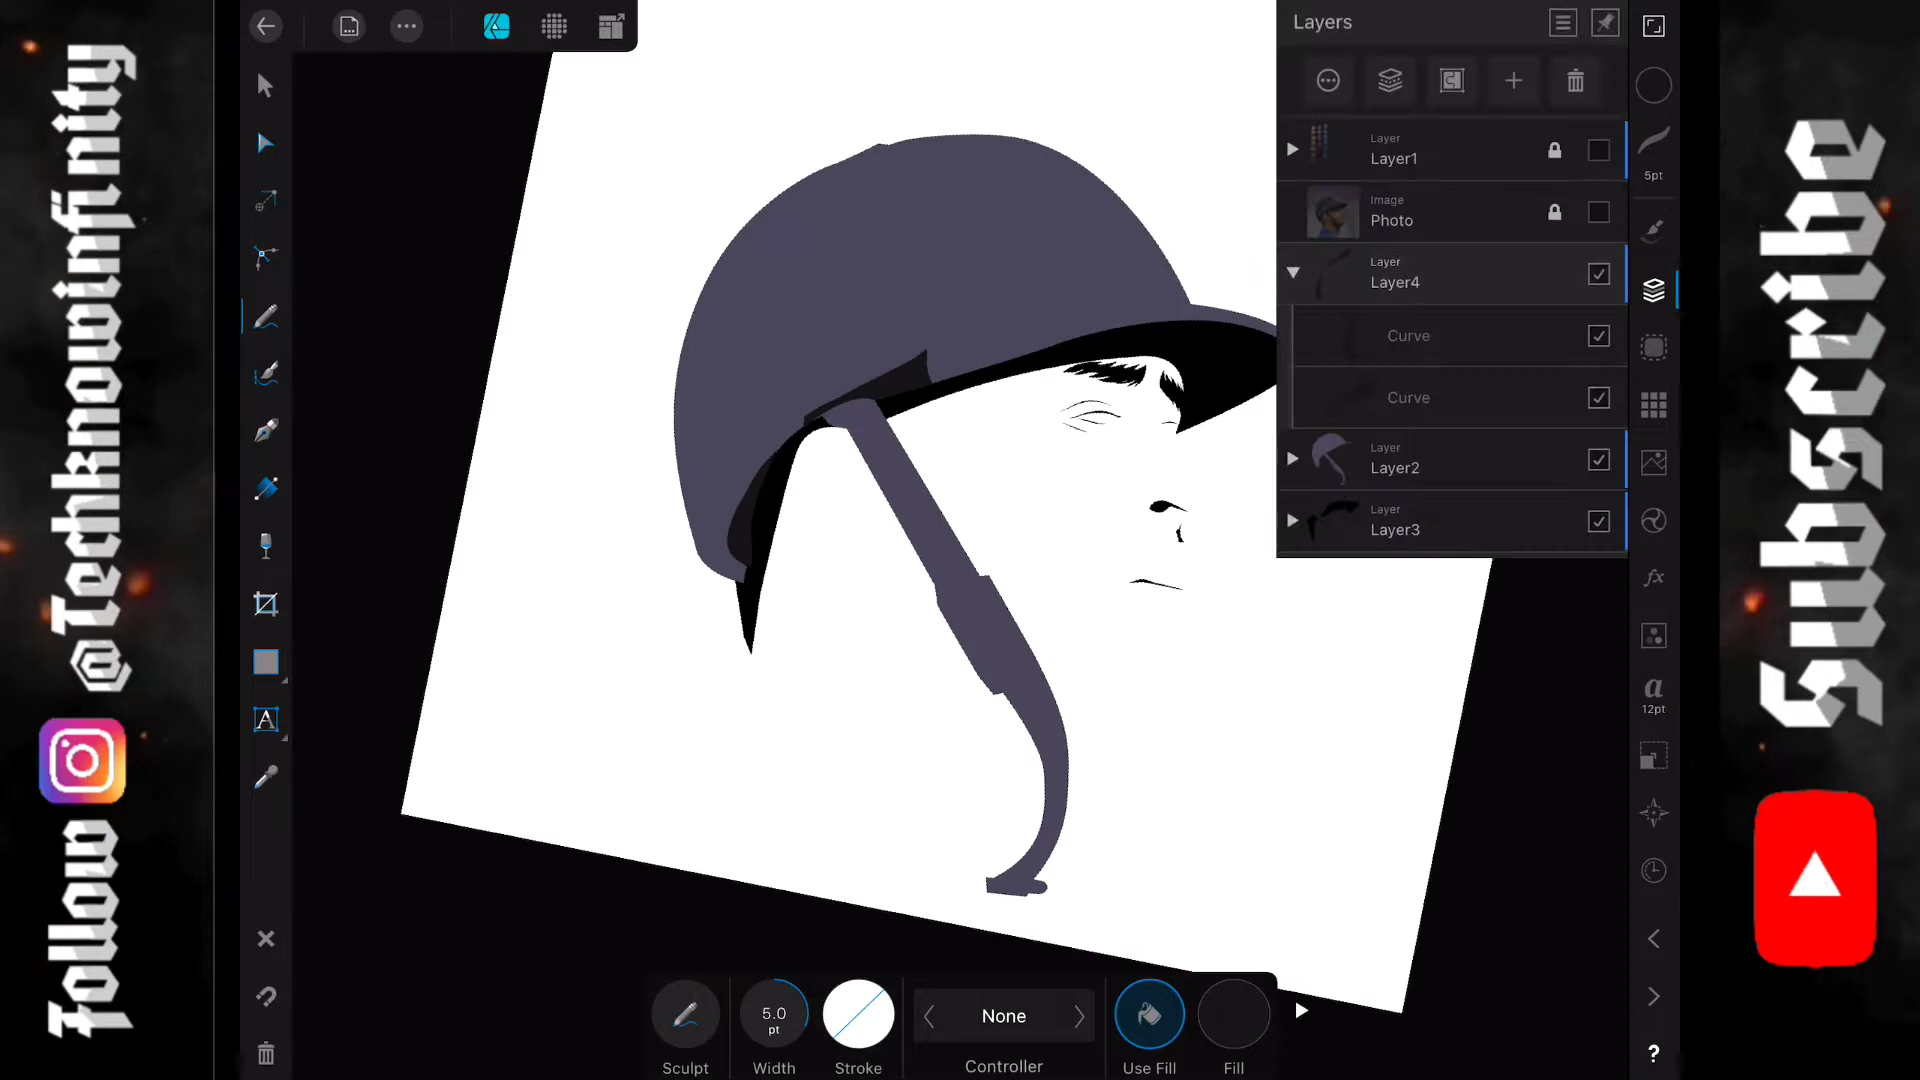 Follow @Techknowinfinity
Layers
Layer
Layer1
Image
Photo
Layer
Layer4
Curve
Curve
Layer
Layer2
Layer
Layer3
5pt
fx
a
12pt
A
?
Sculpt
5.0
pt
Width
Stroke
None
Controller
Use Fill
Fill
Subscribe